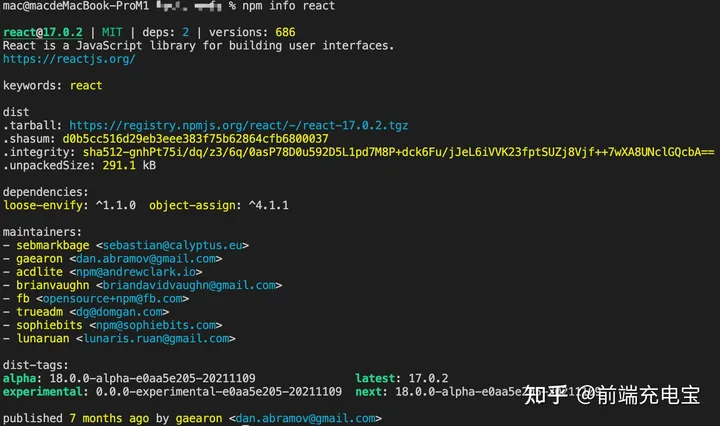 mac@macdeMacBook-ProM1 % npm info react
react@17.0.2 | MIT | deps: 2 | versions: 686
React is a JavaScript library for building user interfaces.
https://reactjs.org/
keywords: react
dist
.tarball: https://registry.npmjs.org/react/-/react-17.0.2.tgz
.shasum: d0b5cc516d29eb3eee383f75b62864cfb6800037
.integrity: sha512-gnhPt75i/dq/z3/6q/0asP78D0u592D5L1pd7M8P+dck6Fu/jJeL6iVVK23fptSUZj8Vjf++7wXA8UNclGQcbA==
.unpackedSize: 291.1 kB
dependencies:
loose-envify: ^1.1.0 object-assign: ^4.1.1
maintainers:
- sebmarkbage <sebastian@calyptus.eu>
- gaearon <dan.abramov@gmail.com>
- acdlite <npm@andrewclark.io>
- brianvaughn <briandavidvaughn@gmail.com>
- fb <opensource+npm@fb.com>
- trueadm <dg@domgan.com>
- sophiebits <npm@sophiebits.com>
- lunaruan <lunaris.ruan@gmail.com>
dist-tags:
alpha: 18.0.0-alpha-e0aa5e205-20211109 latest: 17.0.2
experimental: 0.0.0-experimental-e0aa5e205-20211109 next: 18.0.0-alpha-e0aa5e205-20211109
知乎 @前端充电宝
published 7 months ago by gaearon <dan.abramov@gmail.com>